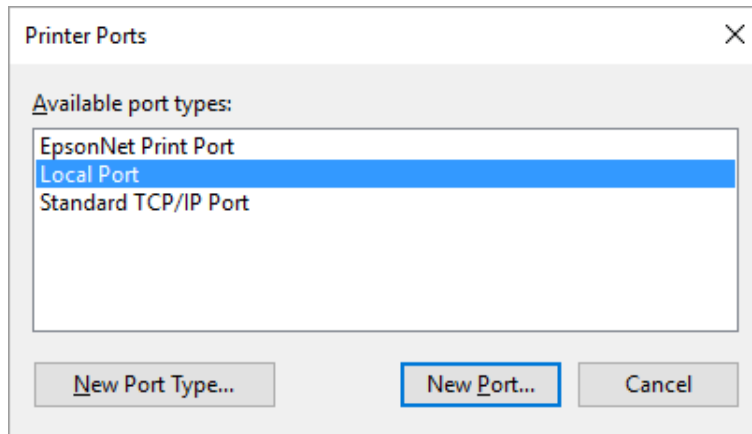 Printer Ports
Available port types:
EpsonNet Print Port
Local Port
Standard TCP/IP Port
New Port Type... New Port... Cancel